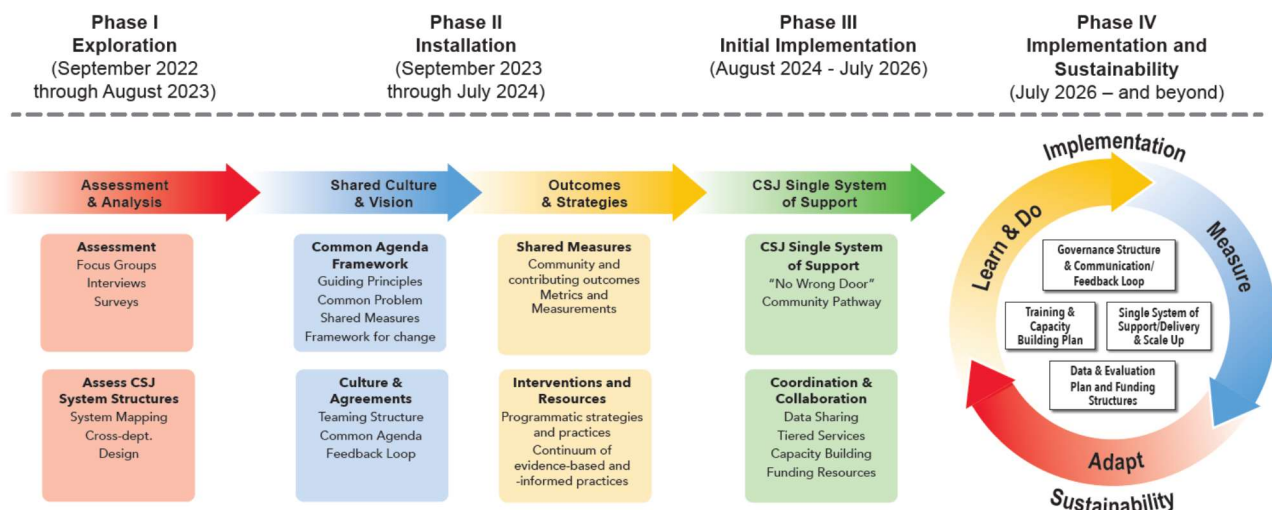 Phase I
Exploration
(September 2022
through August 2023)
Phase II
Installation
(September 2023
through July 2024)
Phase III
Initial Implementation
(August 2024 - July 2026)
Phase IV
Implementation and
Sustainability
(July 2026 – and beyond)
Assessment
& Analysis
Shared Culture
& Vision
Outcomes
& Strategies
CSJ Single System
of Support
Assessment
Focus Groups
Interviews
Surveys
Assess CSJ
System Structures
System Mapping
Cross-dept.
Design
Common Agenda
Framework
Guiding Principles
Common Problem
Shared Measures
Framework for change
Culture &
Agreements
Teaming Structure
Common Agenda
Feedback Loop
Shared Measures
Community and
contributing outcomes
Metrics and
Measurements
Interventions and
Resources
Programmatic strategies
and practices
Continuum of
evidence-based and
-informed practices
CSJ Single System
of Support
“No Wrong Door”
Community Pathway
Coordination &
Collaboration
Data Sharing
Tiered Services
Capacity Building
Funding Resources
Implementation
Learn & Do
Measure
Adapt
Sustainability
Governance Structure
& Communication/
Feedback Loop
Training &
Capacity
Building Plan
Single System of
Support/Delivery
& Scale Up
Data & Evaluation
Plan and Funding
Structures